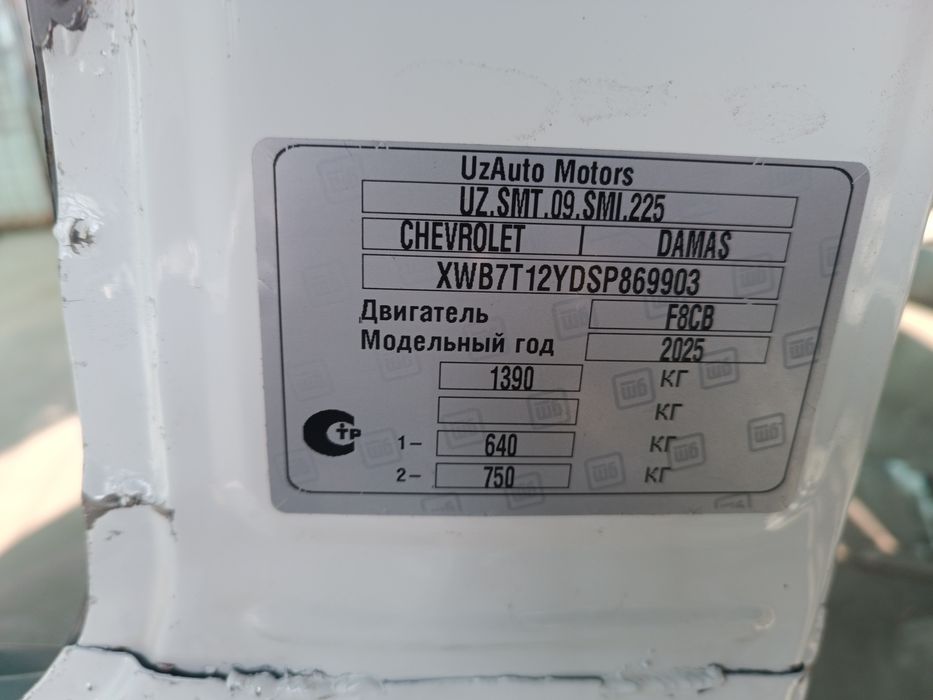 UzAuto Motors
UZ.SMT.09.SMI.225
CHEVROLET DAMAS
XWB7T12YDSP869903
Двигатель F8CB
Модельный год 2025
1390 КГ
КГ
1- 640 КГ
2- 750 КГ